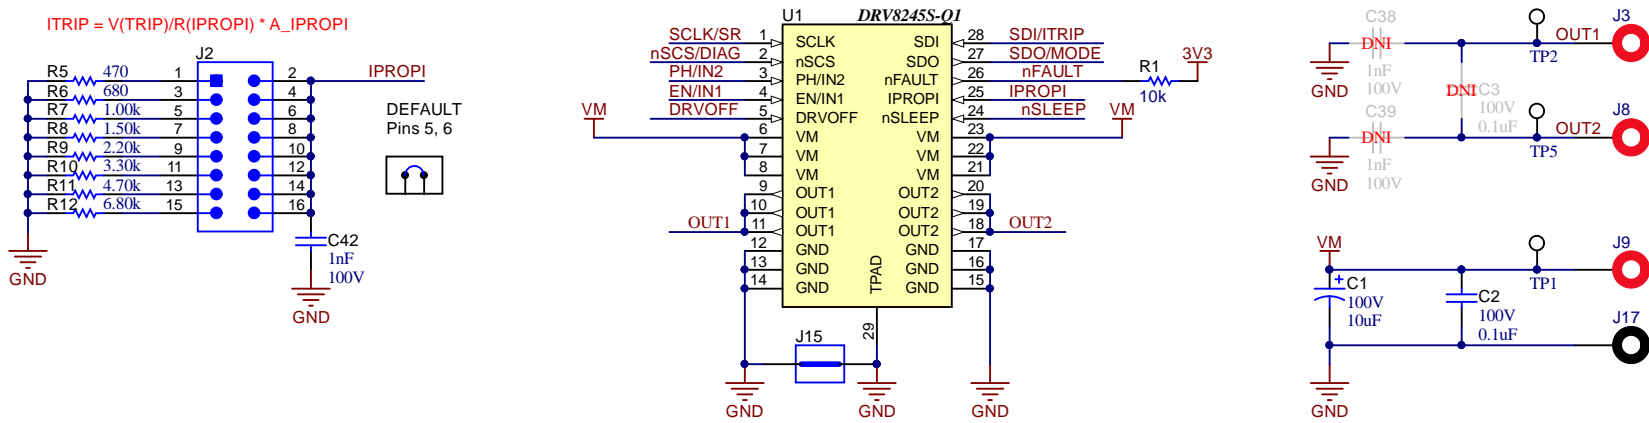 ITRIP = V(TRIP)/R(IPROPI) * A_IPROPI
J2
R5 470 1 2 IPROPI
R6 680 3 4
R7 1.00k 5 6
R8 1.50k 7 8
R9 2.20k 9 10
R10 3.30k 11 12
R11 4.70k 13 14
R12 6.80k 15 16
GND
C42
1nF
100V
GND
DEFAULT
Pins 5, 6
U1 DRV8245S-Q1
SCLK/SR 1 SCLK SDI 28 SDI/ITRIP
nSCS/DIAG 2 nSCS SDO 27 SDO/MODE
PH/IN2 3 PH/IN2 nFAULT 26 nFAULT
EN/IN1 4 EN/IN1 IPROPI 25 IPROPI
DRVOFF 5 DRVOFF nSLEEP 24 nSLEEP
VM 6 VM VM 23 VM
7 VM VM 22
8 VM VM 21
9 OUT1 OUT2 20
10 OUT1 OUT2 19
OUT1 11 OUT1 OUT2 18 OUT2
12 GND GND 17
13 GND GND 16
14 GND GND 15
TPAD
29
J15
GND
GND
GND
R1
10k
3V3
C38
DNI
1nF
100V
GND
C39
DNI
1nF
100V
GND
DNI C3
100V
0.1uF
TP2
OUT1
J3
TP5
OUT2
J8
VM
+
C1
100V
10uF
C2
100V
0.1uF
TP1
J9
J17
GND